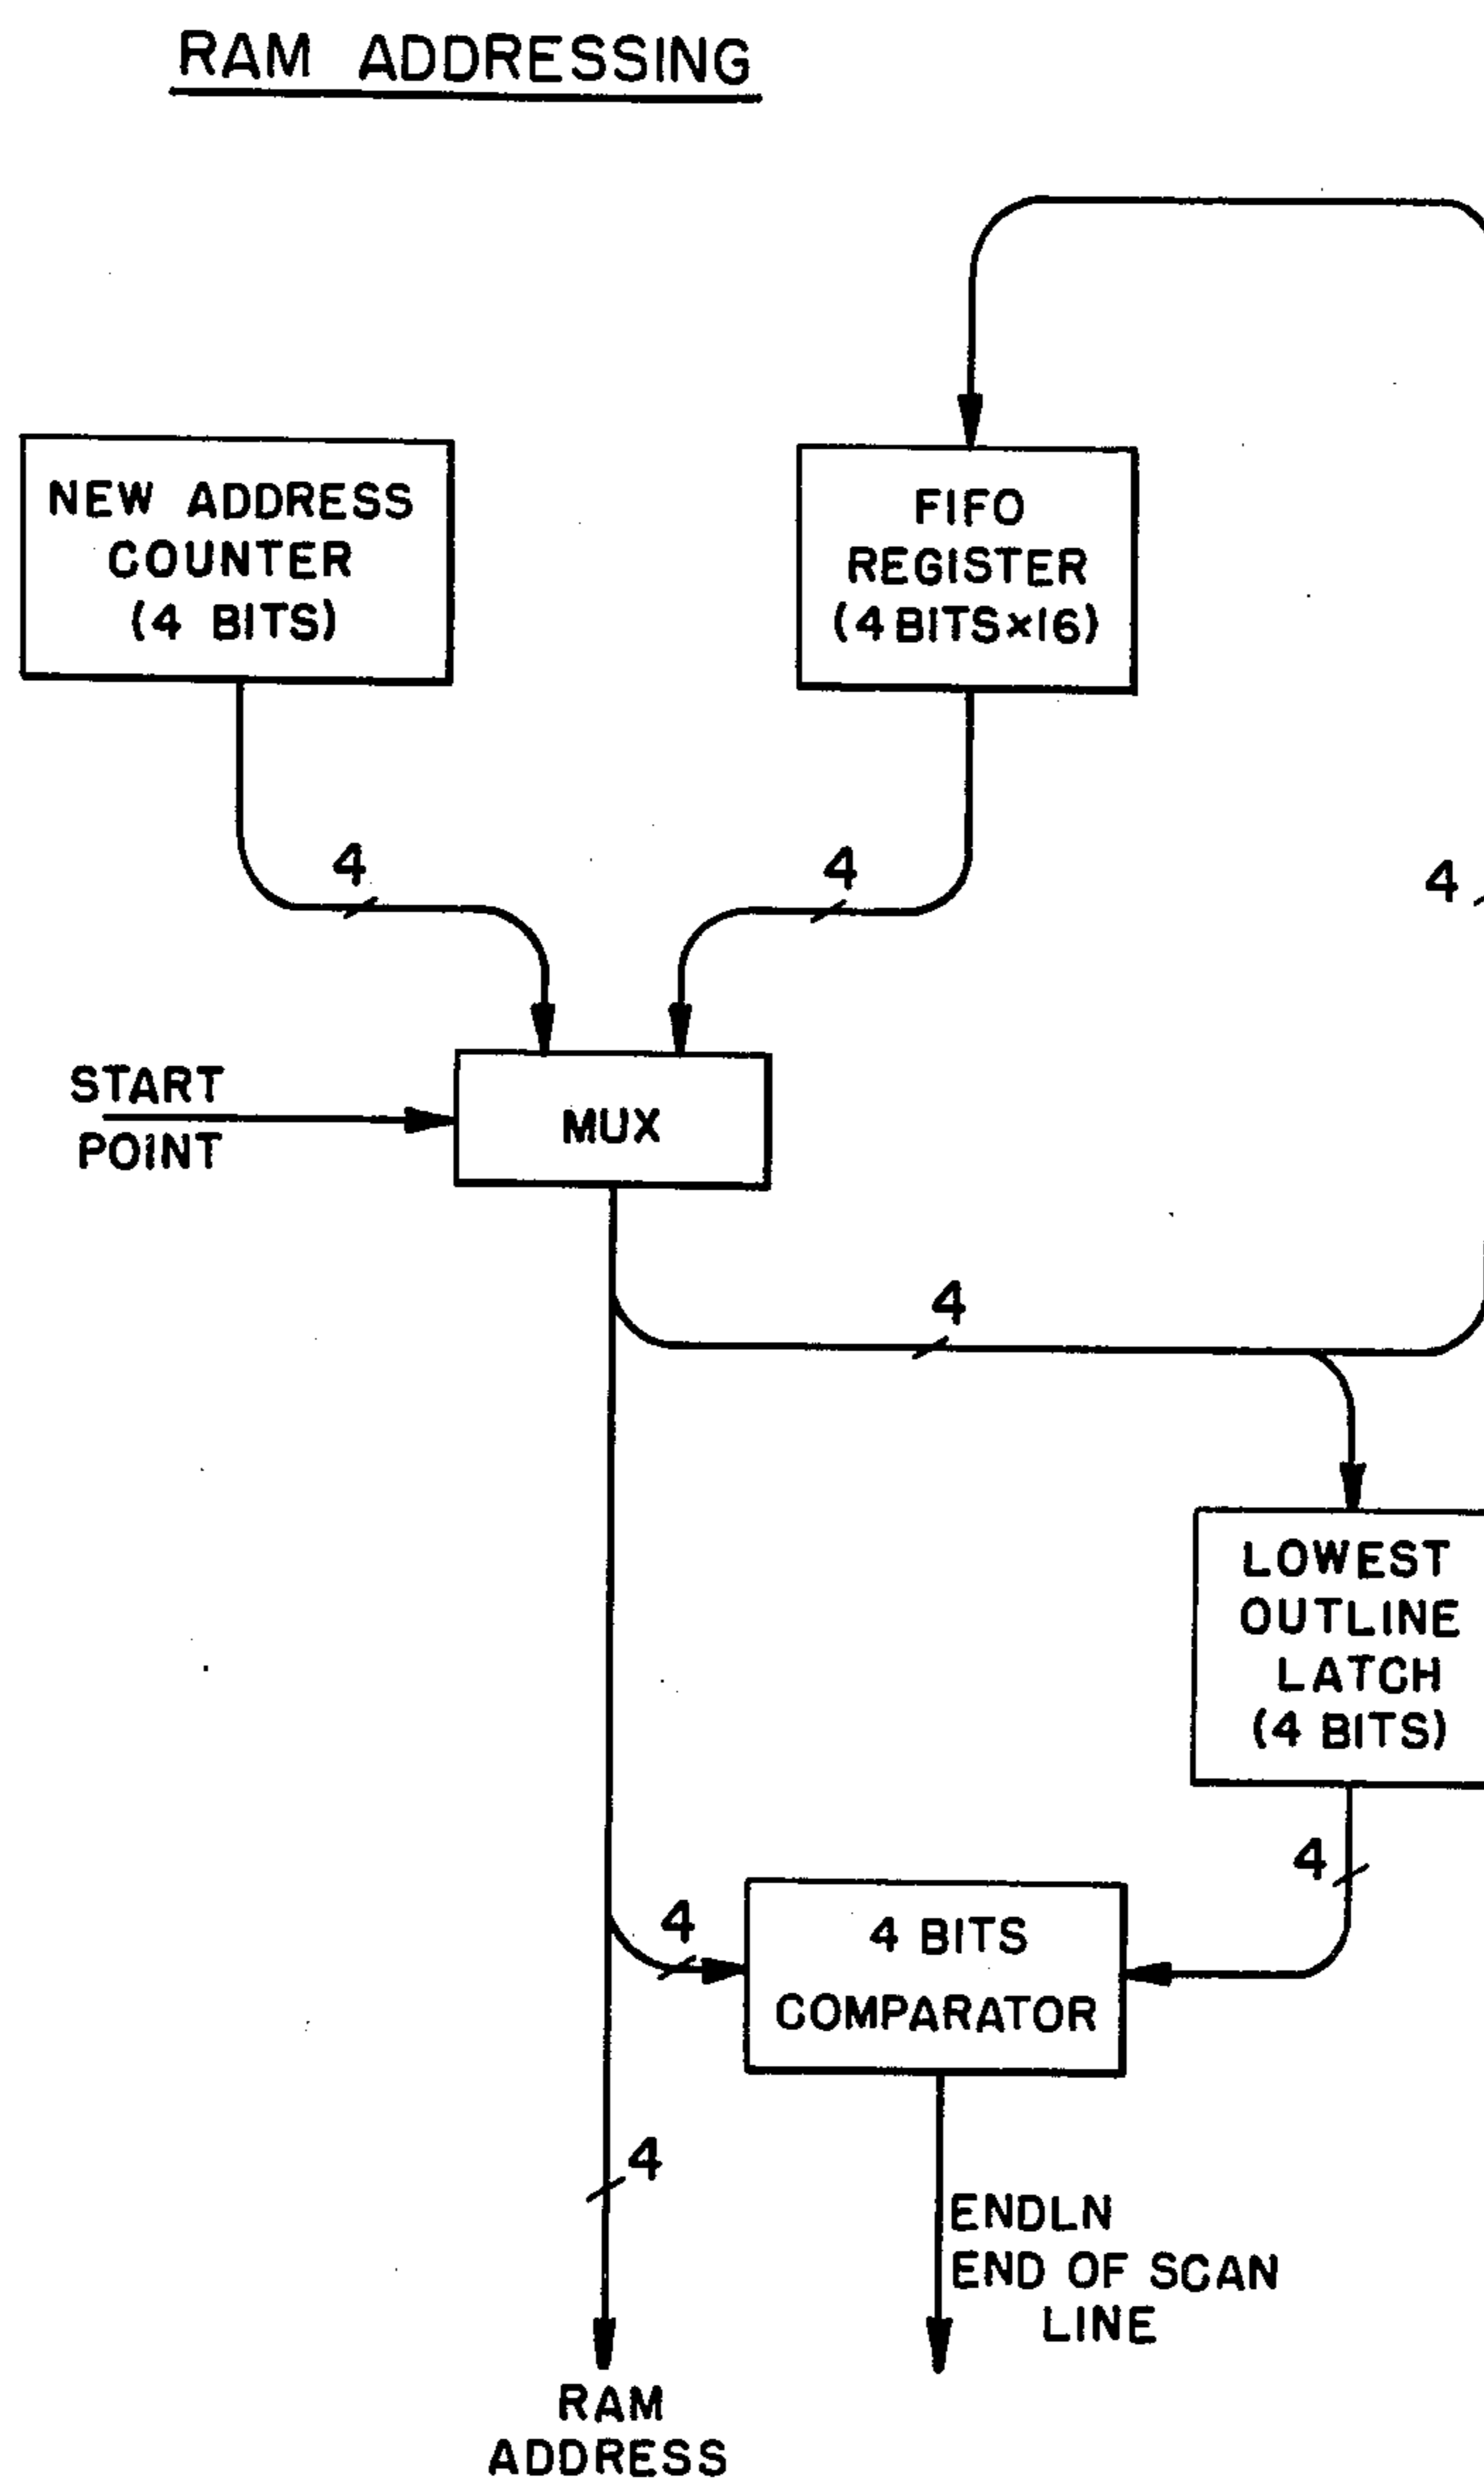 RAM ADDRESSING
NEW ADDRESS
COUNTER
(4 BITS)
FIFO
REGISTER
(4 BITS×16)
4
4
4
START
POINT
MUX
4
LOWEST
OUTLINE
LATCH
(4 BITS)
4
4
4 BITS
COMPARATOR
4
ENDLN
END OF SCAN
LINE
RAM
ADDRESS